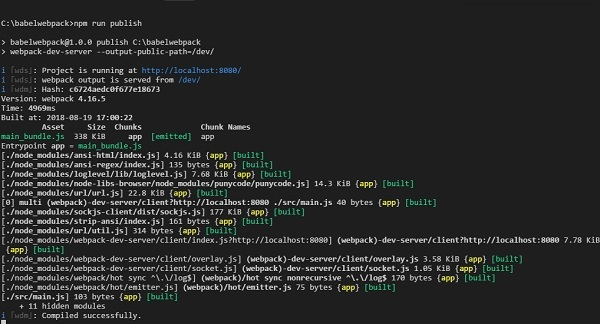 C:\babelwebpack>npm run publish
> babelwebpack@1.0.0 publish C:\babelwebpack
> webpack-dev-server --output-public-path=/dev/
i ｢wds｣: Project is running at http://localhost:8080/
i ｢wds｣: webpack output is served from /dev/
i ｢wdm｣: Hash: c6724aedc0f677e18673
Version: webpack 4.16.5
Time: 4969ms
Built at: 2018-08-19 17:00:22
Asset Size Chunks Chunk Names
main_bundle.js 338 KiB app [emitted] app
Entrypoint app = main_bundle.js
[./node_modules/ansi-html/index.js] 4.16 KiB {app} [built]
[./node_modules/ansi-regex/index.js] 135 bytes {app} [built]
[./node_modules/loglevel/lib/loglevel.js] 7.68 KiB {app} [built]
[./node_modules/node-libs-browser/node_modules/punycode/punycode.js] 14.3 KiB {app} [built]
[./node_modules/url/url.js] 22.8 KiB {app} [built]
[0] multi (webpack)-dev-server/client?http://localhost:8080 ./src/main.js 40 bytes {app} [built]
[./node_modules/sockjs-client/dist/sockjs.js] 177 KiB {app} [built]
[./node_modules/strip-ansi/index.js] 161 bytes {app} [built]
[./node_modules/url/util.js] 314 bytes {app} [built]
[./node_modules/webpack-dev-server/client/index.js?http://localhost:8080] (webpack)-dev-server/client?http://localhost:8080 7.78 KiB
{app} [built]
[./node_modules/webpack-dev-server/client/overlay.js] (webpack)-dev-server/client/overlay.js 3.58 KiB {app} [built]
[./node_modules/webpack-dev-server/client/socket.js] (webpack)-dev-server/client/socket.js 1.05 KiB {app} [built]
[./node_modules/webpack/hot sync ^\.\/log$] (webpack)/hot sync nonrecursive ^\.\/log$ 170 bytes {app} [built]
[./node_modules/webpack/hot/emitter.js] (webpack)/hot/emitter.js 75 bytes {app} [built]
[./src/main.js] 103 bytes {app} [built]
+ 11 hidden modules
i ｢wdm｣: Compiled successfully.